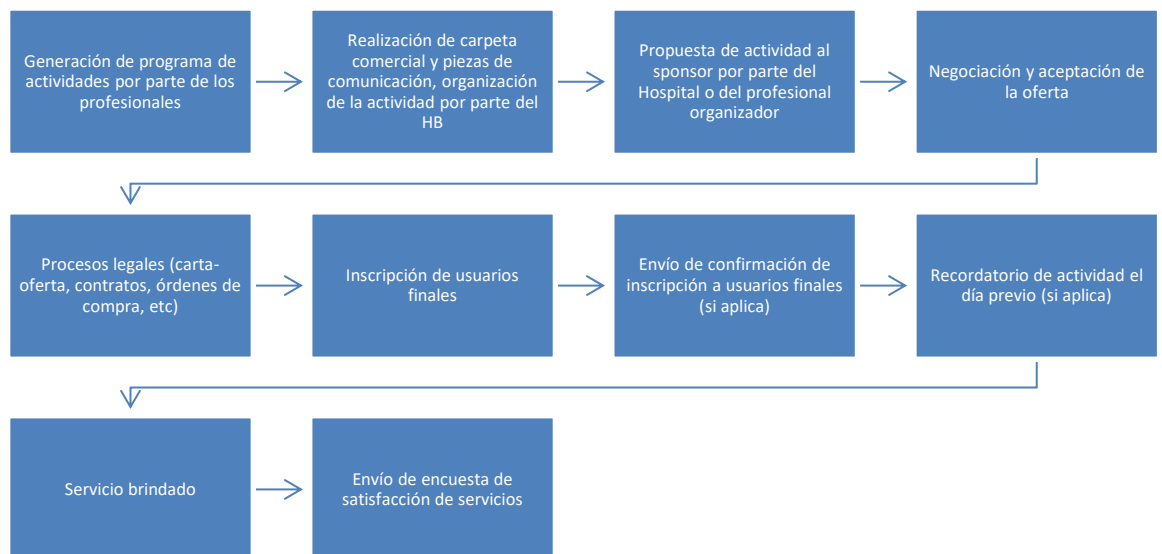 Generación de programa de
actividades por parte de los
profesionales
Realización de carpeta
comercial y piezas de
comunicación, organización
de la actividad por parte del
HB
Propuesta de actividad al
sponsor por parte del
Hospital o del profesional
organizador
Negociación y aceptación de
la oferta
Procesos legales (carta-
oferta, contratos, órdenes de
compra, etc)
Inscripción de usuarios
finales
Envío de confirmación de
inscripción a usuarios finales
(si aplica)
Recordatorio de actividad el
día previo (si aplica)
Servicio brindado
Envío de encuesta de
satisfacción de servicios